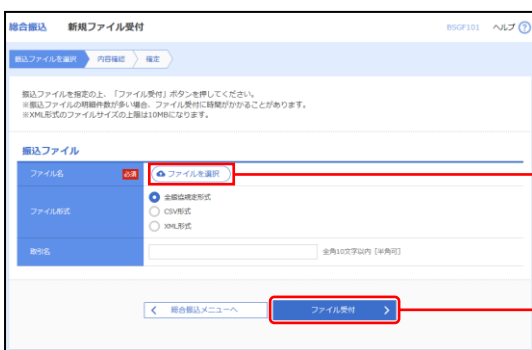 総合振込 新規ファイル受付 BSGF101 ヘルプ ?
振込ファイルを選択 内容確認 確定
振込ファイルを指定の上、「ファイル受付」ボタンを押してください。
※振込ファイルの明細件数が多い場合、ファイル受付に時間がかかることがあります。
※XML形式のファイルサイズの上限は10MBになります。
振込ファイル
ファイル名 必須 ファイルを選択
ファイル形式
全銀協規定形式
CSV形式
XML形式
取引名 全角10文字以内 [半角可]
総合振込メニューへ ファイル受付